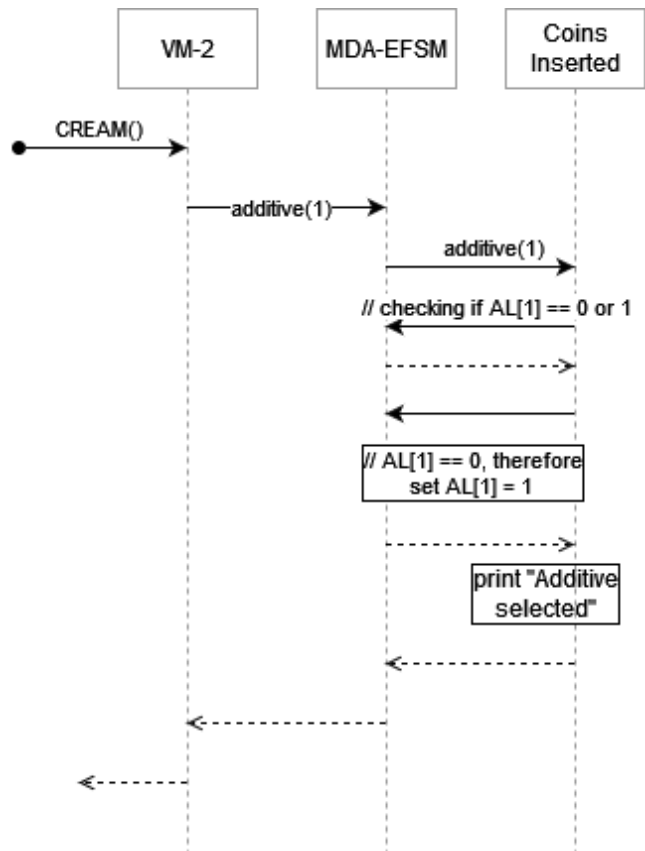 VM-2
MDA-EFSM
Coins
Inserted
CREAM()
additive(1)
additive(1)
// checking if AL[1] == 0 or 1
// AL[1] == 0, therefore
set AL[1] = 1
print "Additive
selected"